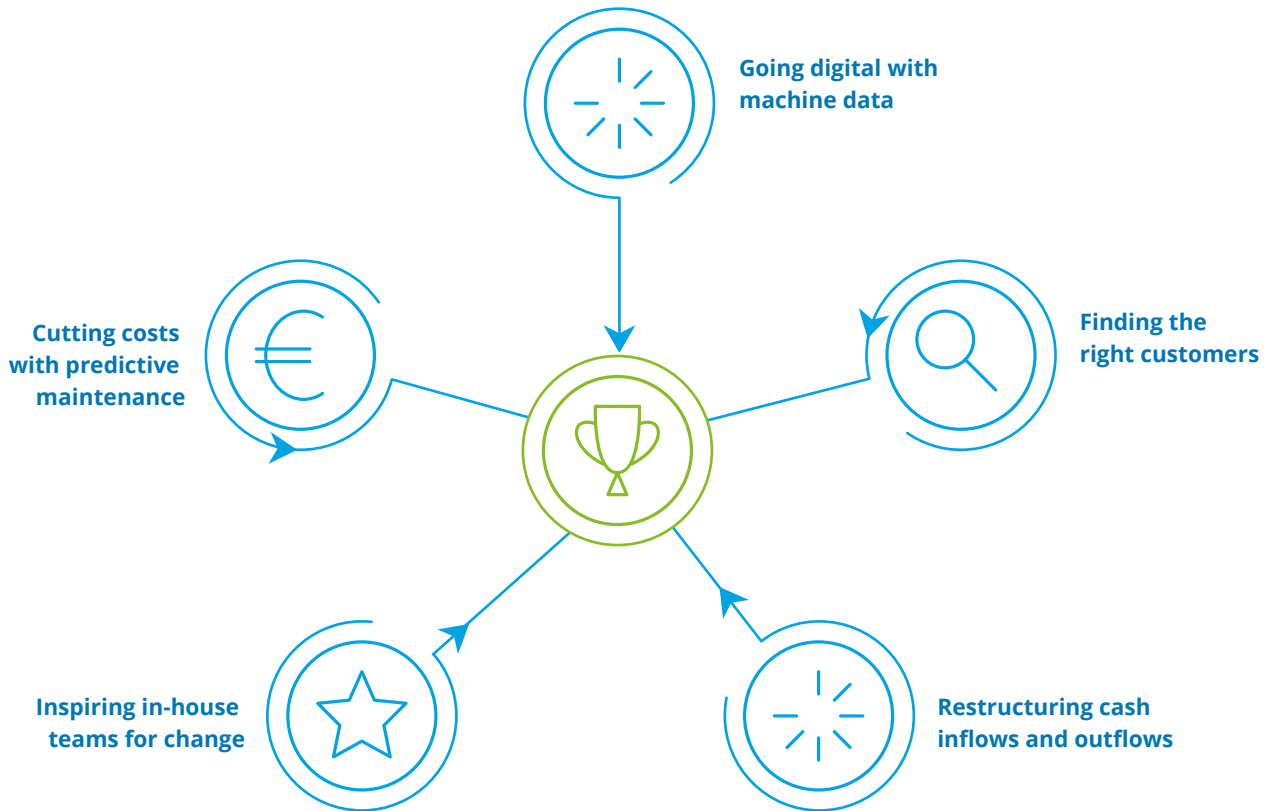 Going digital with
machine data
Finding the
right customers
Cutting costs
with predictive
maintenance
Inspiring in-house
teams for change
Restructuring cash
inflows and outflows